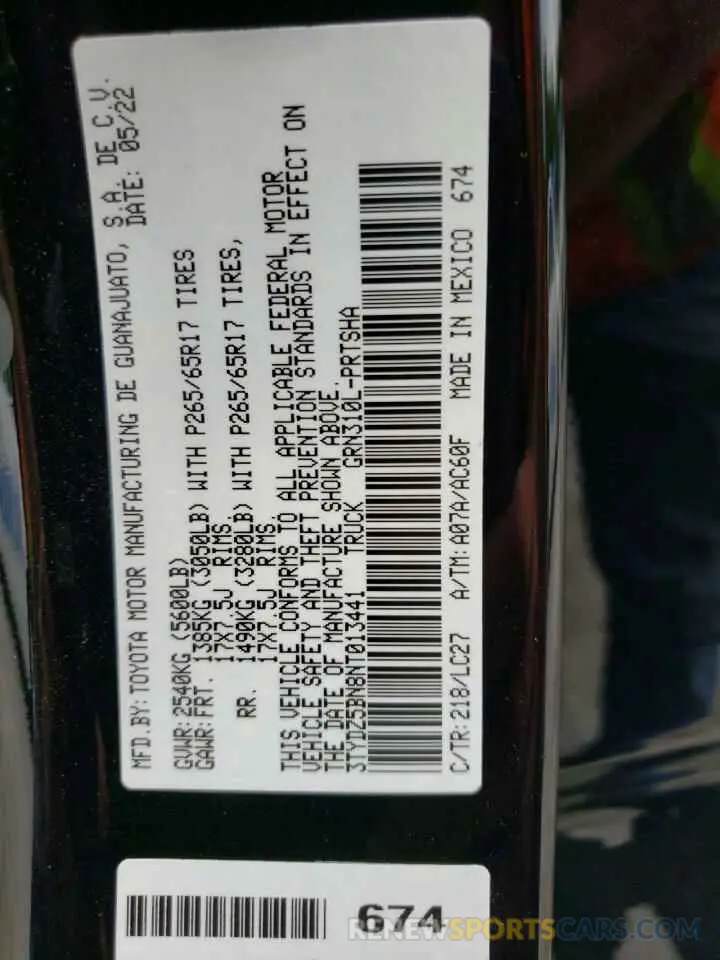 MFD.BY:TOYOTA MOTOR MANUFACTURING DE GUANAJUATO, S.A. DE C.V.
DATE: 05/22
GVWR:2540KG (5600LB)
GAWR:FRT. 1385KG (3050LB) WITH P265/65R17 TIRES
17X7.5J RIMS
RR. 1490KG (3280LB) WITH P265/65R17 TIRES,
17X7.5J RIMS.
THIS VEHICLE CONFORMS TO ALL APPLICABLE FEDERAL MOTOR
VEHICLE SAFETY AND THEFT PREVENTION STANDARDS IN EFFECT ON
THE DATE OF MANUFACTURE SHOWN ABOVE.
3TYDZ5BN8NT013441 TRUCK GRN310L-PRTSHA
C/TR:218/LC27 A/TM:A07A/AC60F MADE IN MEXICO 674
674
RENEWSPORTSCARS.COM